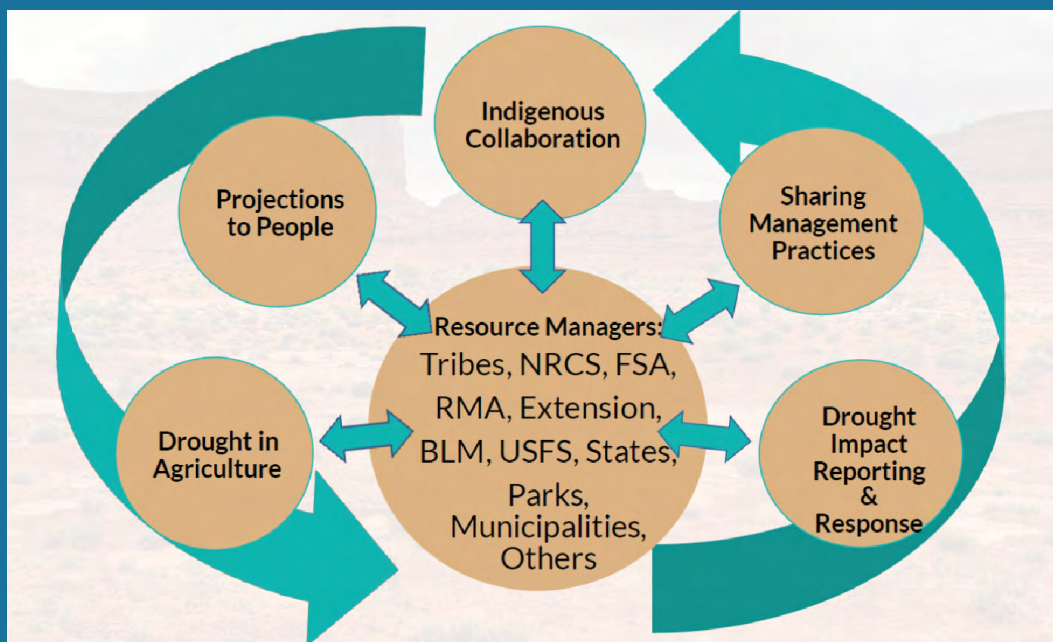 Indigenous
Collaboration
Projections
to People
Sharing
Management
Practices
Resource Managers:
Tribes, NRCS, FSA,
RMA, Extension,
BLM, USFS, States,
Parks,
Municipalities,
Others
Drought in
Agriculture
Drought
Impact
Reporting
&
Response